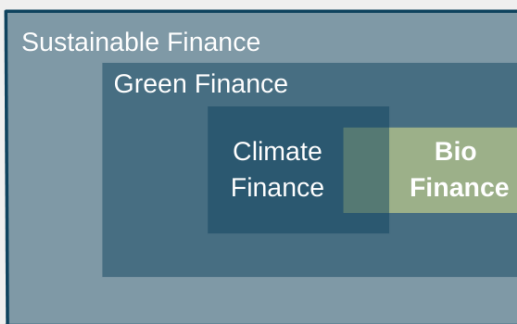 Sustainable Finance
Green Finance
Climate
Finance
Bio
Finance